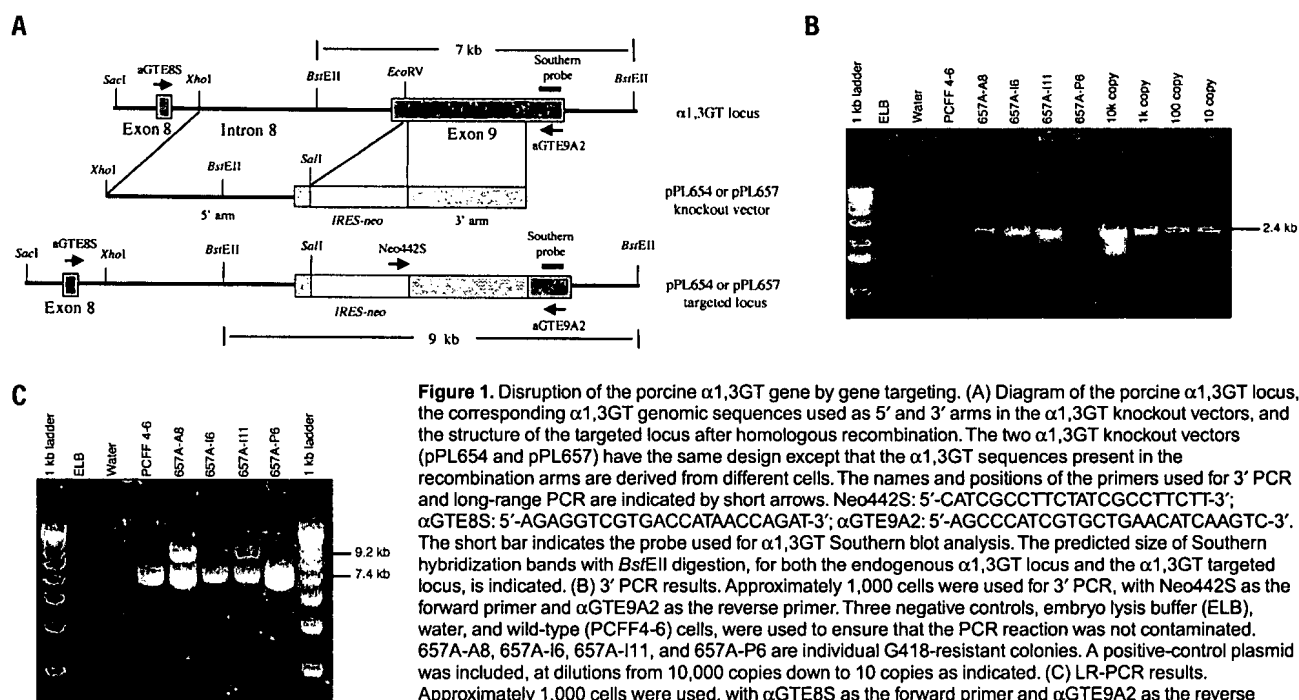 A
7 kb
Southern
probe
aGTE8S
SacI
XhoI
BstEII
EcoRV
BstEII
α1,3GT locus
Exon 8
Intron 8
Exon 9
aGTE9A2
XhoI
BstEII
SalI
pPL654 or pPL657
knockout vector
5' arm
IRES-neo
3' arm
Southern
probe
Neo442S
aGTE8S
SacI
XhoI
BstEII
SalI
BstEII
pPL654 or pPL657
targeted locus
Exon 8
IRES-neo
aGTE9A2
9 kb
B
1 kb ladder
ELB
Water
PCFF 4-6
657A-A8
657A-I6
657A-I11
657A-P6
10k copy
1k copy
100 copy
10 copy
2.4 kb
C
1 kb ladder
ELB
Water
PCFF 4-6
657A-A8
657A-I6
657A-I11
657A-P6
1 kb ladder
9.2 kb
7.4 kb
Figure 1. Disruption of the porcine α1,3GT gene by gene targeting. (A) Diagram of the porcine α1,3GT locus,
the corresponding α1,3GT genomic sequences used as 5′ and 3′ arms in the α1,3GT knockout vectors, and
the structure of the targeted locus after homologous recombination. The two α1,3GT knockout vectors
(pPL654 and pPL657) have the same design except that the α1,3GT sequences present in the
recombination arms are derived from different cells. The names and positions of the primers used for 3′ PCR
and long-range PCR are indicated by short arrows. Neo442S: 5′-CATCGCCTTCTATCGCCTTCTT-3′;
αGTE8S: 5′-AGAGGTCGTGACCATAACCAGAT-3′; αGTE9A2: 5′-AGCCCATCGTGCTGAACATCAAGTC-3′.
The short bar indicates the probe used for α1,3GT Southern blot analysis. The predicted size of Southern
hybridization bands with BstEII digestion, for both the endogenous α1,3GT locus and the α1,3GT targeted
locus, is indicated. (B) 3′ PCR results. Approximately 1,000 cells were used for 3′ PCR, with Neo442S as the
forward primer and αGTE9A2 as the reverse primer. Three negative controls, embryo lysis buffer (ELB),
water, and wild-type (PCFF4-6) cells, were used to ensure that the PCR reaction was not contaminated.
657A-A8, 657A-I6, 657A-I11, and 657A-P6 are individual G418-resistant colonies. A positive-control plasmid
was included, at dilutions from 10,000 copies down to 10 copies as indicated. (C) LR-PCR results.
Approximately 1,000 cells were used, with αGTE8S as the forward primer and αGTE9A2 as the reverse